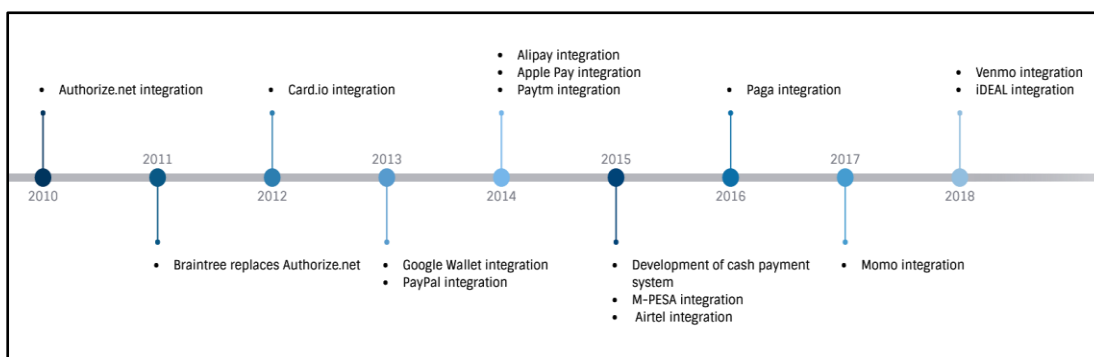 • Authorize.net integration
2010
2011
• Braintree replaces Authorize.net
• Card.io integration
2012
2013
• Google Wallet integration
• PayPal integration
• Alipay integration
• Apple Pay integration
• Paytm integration
2014
2015
• Development of cash payment
system
• M-PESA integration
• Airtel integration
• Paga integration
2016
2017
• Momo integration
• Venmo integration
• iDEAL integration
2018